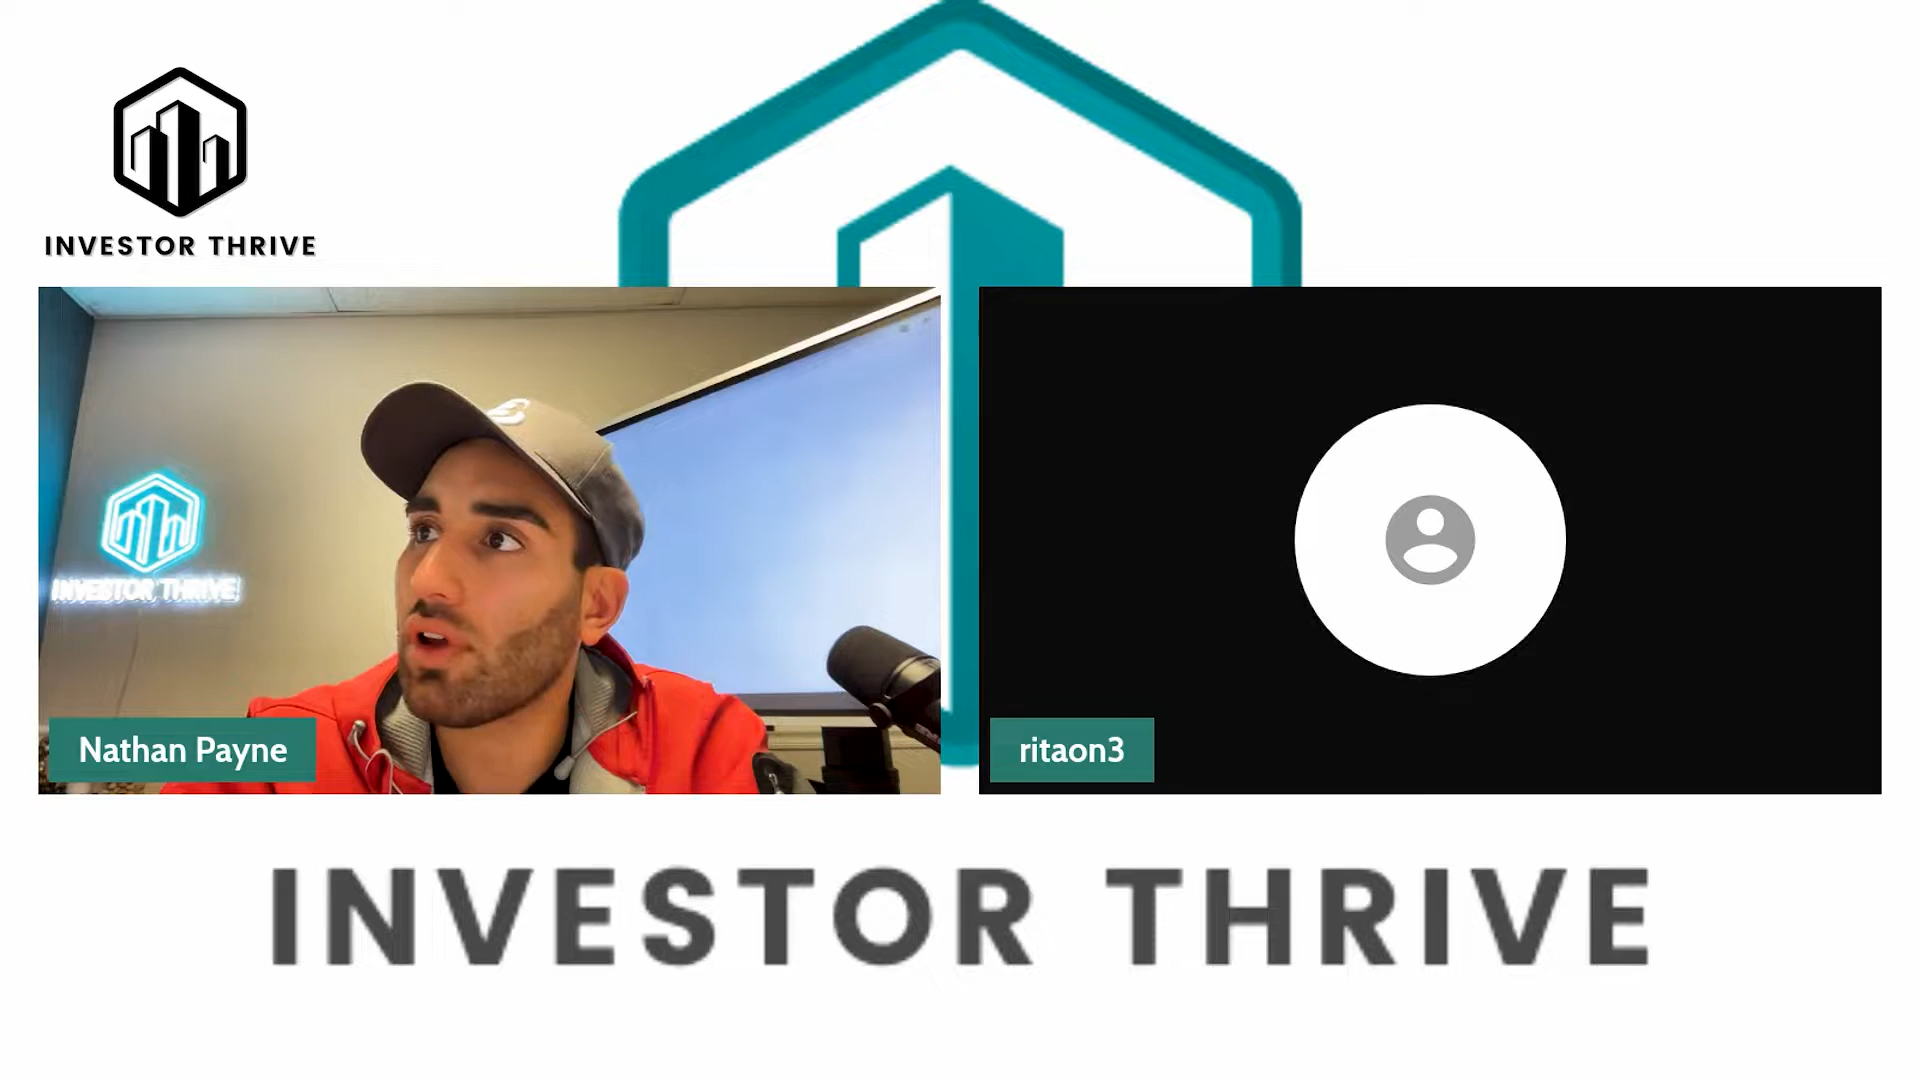 INVESTOR THRIVE
INVESTOR THRIVE
Nathan Payne
ritaon3
INVESTOR THRIVE